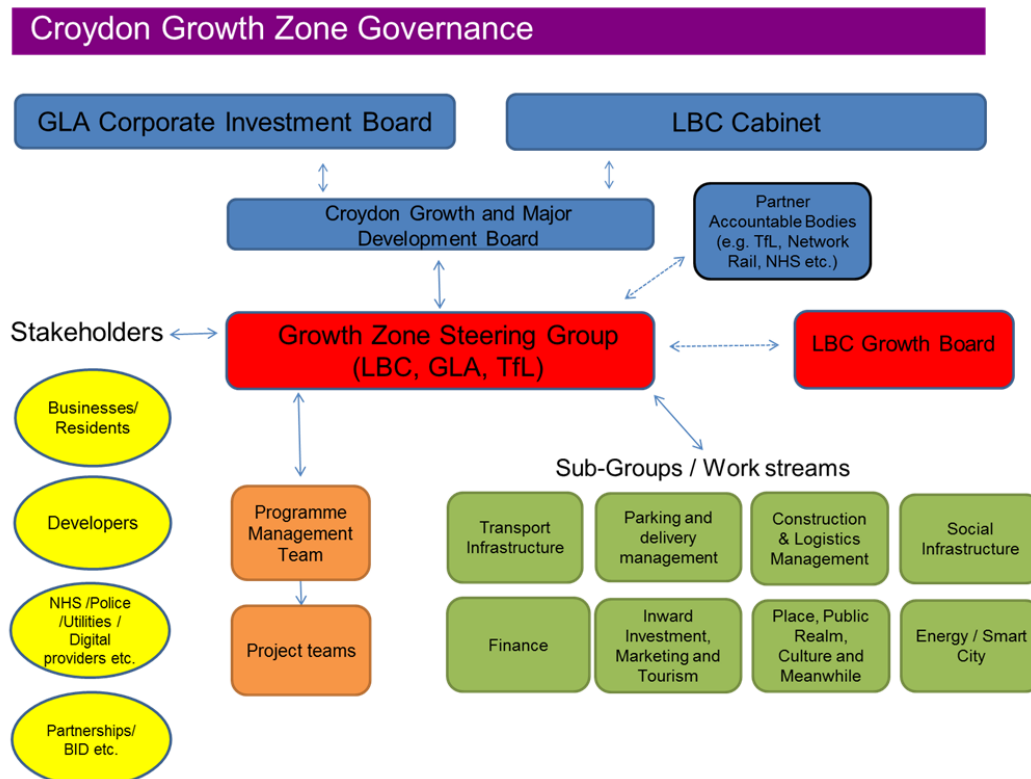 Croydon Growth Zone Governance
GLA Corporate Investment Board
LBC Cabinet
Croydon Growth and Major
Development Board
Partner
Accountable Bodies
(e.g. TfL, Network
Rail, NHS etc.)
Stakeholders
Growth Zone Steering Group
(LBC, GLA, TfL)
LBC Growth Board
Businesses/
Residents
Developers
NHS /Police
/Utilities /
Digital
providers etc.
Partnerships/
BID etc.
Programme
Management
Team
Project teams
Sub-Groups / Work streams
Transport
Infrastructure
Parking and
delivery
management
Construction
& Logistics
Management
Social
Infrastructure
Finance
Inward
Investment,
Marketing and
Tourism
Place, Public
Realm,
Culture and
Meanwhile
Energy / Smart
City